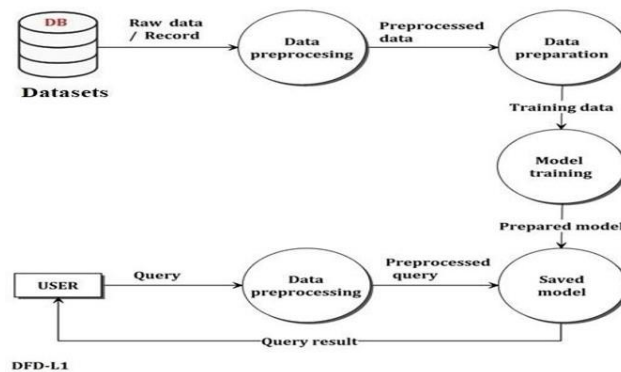 DB
Datasets
Raw data
/ Record
Data
preprocesing
Preprocessed
data
Data
preparation
Training data
Model
training
Prepared model
USER
Query
Data
preprocessing
Preprocessed
query
Saved
model
Query result
DFD-L1